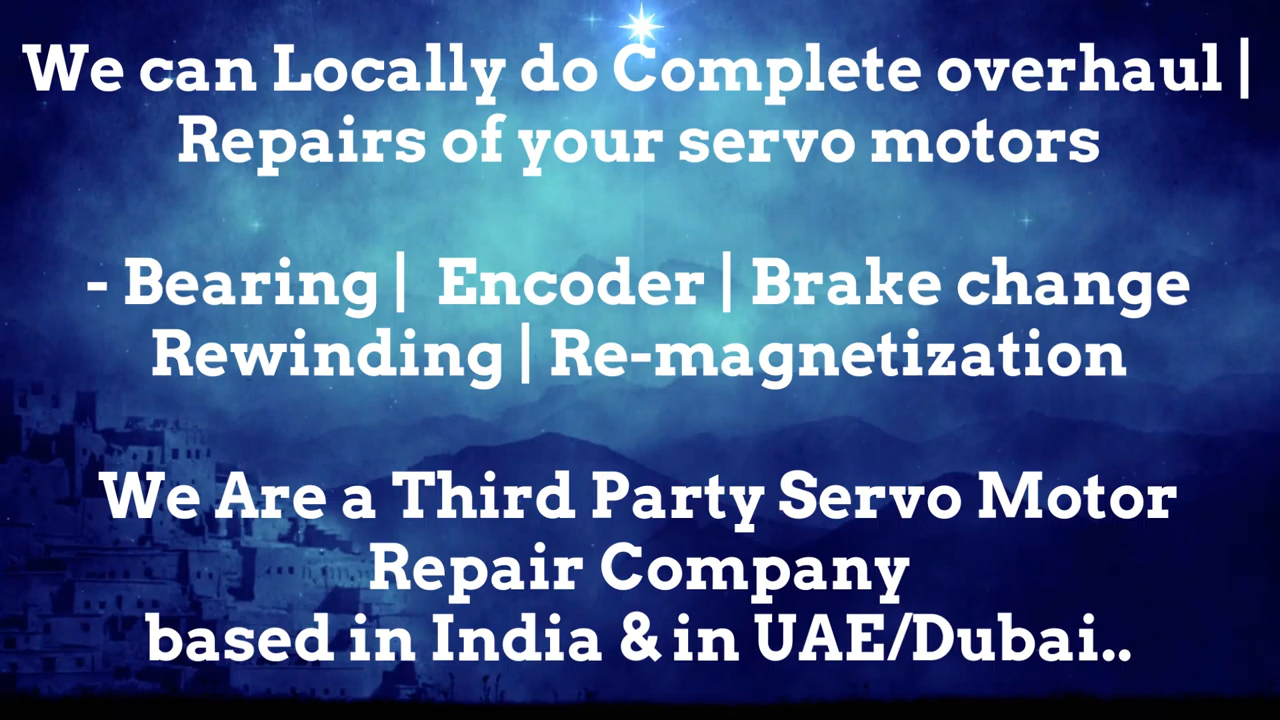 We can Locally do Complete overhaul |
Repairs of your servo motors
- Bearing | Encoder | Brake change
Rewinding | Re-magnetization
We Are a Third Party Servo Motor
Repair Company
based in India & in UAE/Dubai..